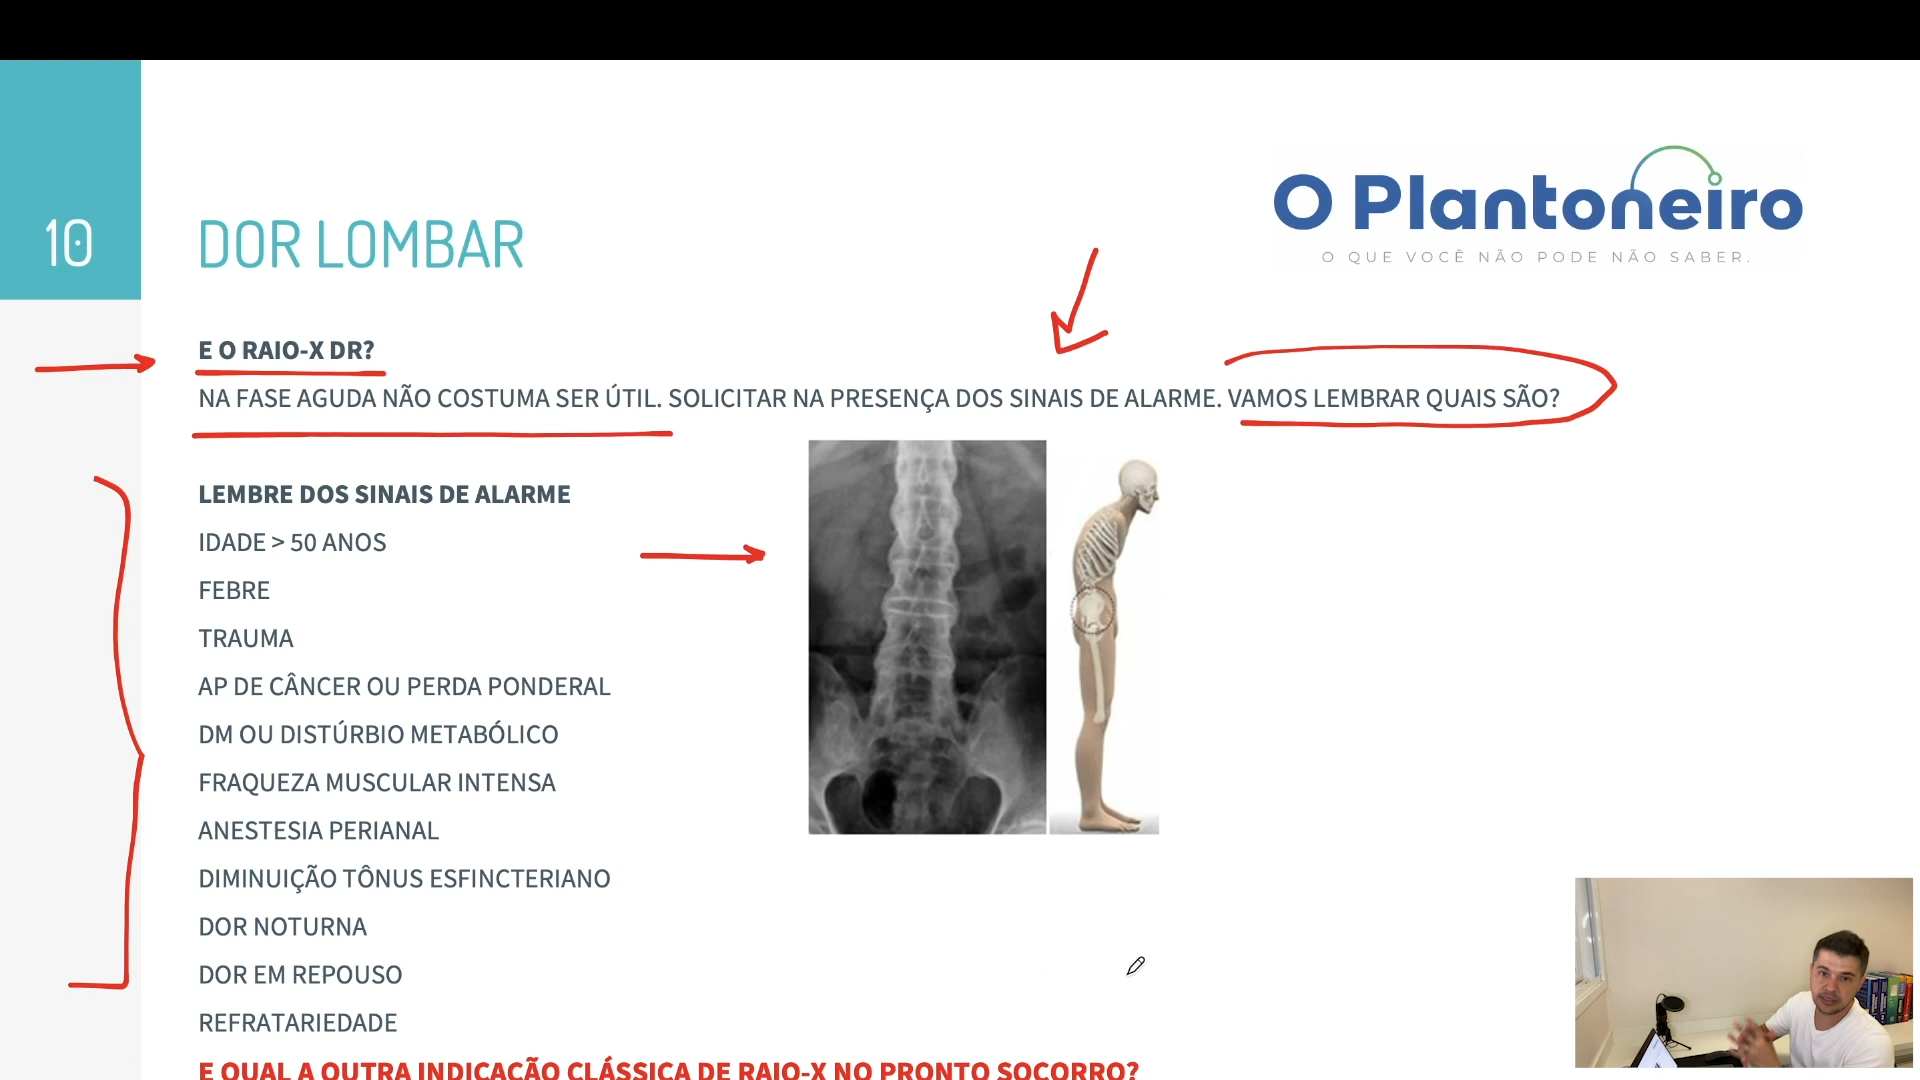 10
DOR LOMBAR
O Plantoneiro
O QUE VOCÊ NÃO PODE NÃO SABER.
E O RAIO-X DR?
NA FASE AGUDA NÃO COSTUMA SER ÚTIL. SOLICITAR NA PRESENÇA DOS SINAIS DE ALARME. VAMOS LEMBRAR QUAIS SÃO?
LEMBRE DOS SINAIS DE ALARME
IDADE > 50 ANOS
FEBRE
TRAUMA
AP DE CÂNCER OU PERDA PONDERAL
DM OU DISTÚRBIO METABÓLICO
FRAQUEZA MUSCULAR INTENSA
ANESTESIA PERIANAL
DIMINUIÇÃO TÔNUS ESFINCTERIANO
DOR NOTURNA
DOR EM REPOUSO
REFRATARIEDADE
E QUAL A OUTRA INDICAÇÃO CLÁSSICA DE RAIO-X NO PRONTO SOCORRO?